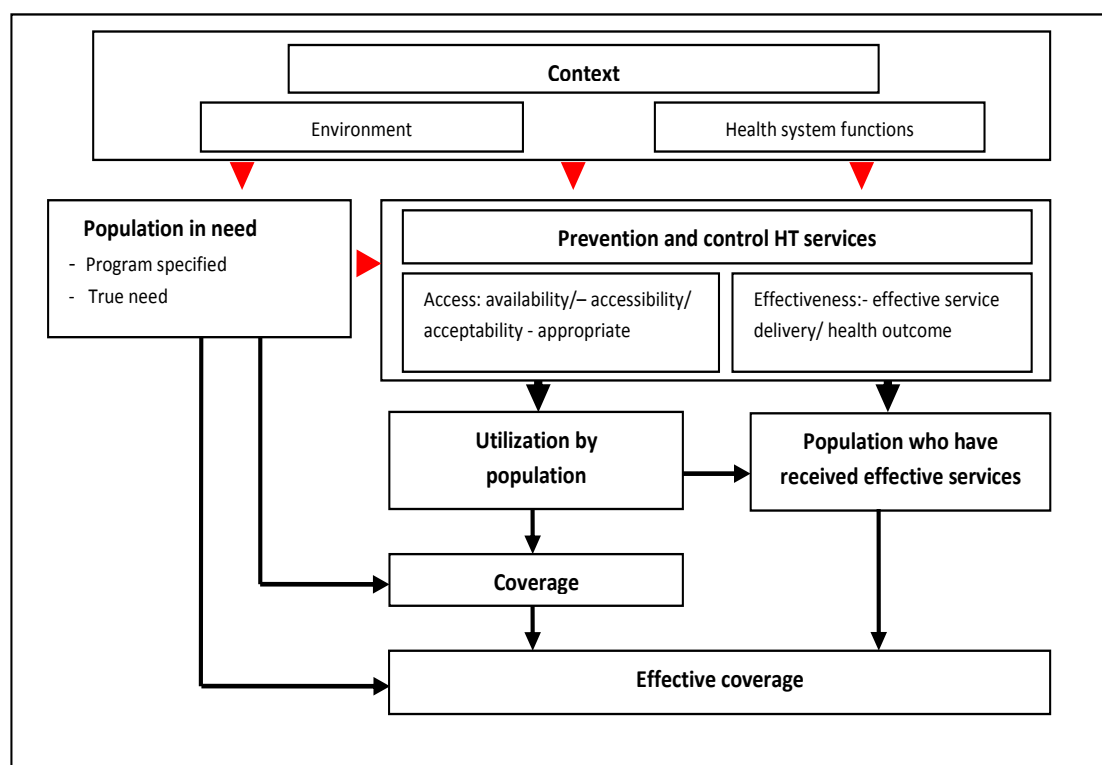 Context
Environment
Health system functions
Population in need
- Program specified
- True need
Prevention and control HT services
Access: availability/– accessibility/
acceptability - appropriate
Effectiveness:- effective service
delivery/ health outcome
Utilization by
population
Population who have
received effective services
Coverage
Effective coverage